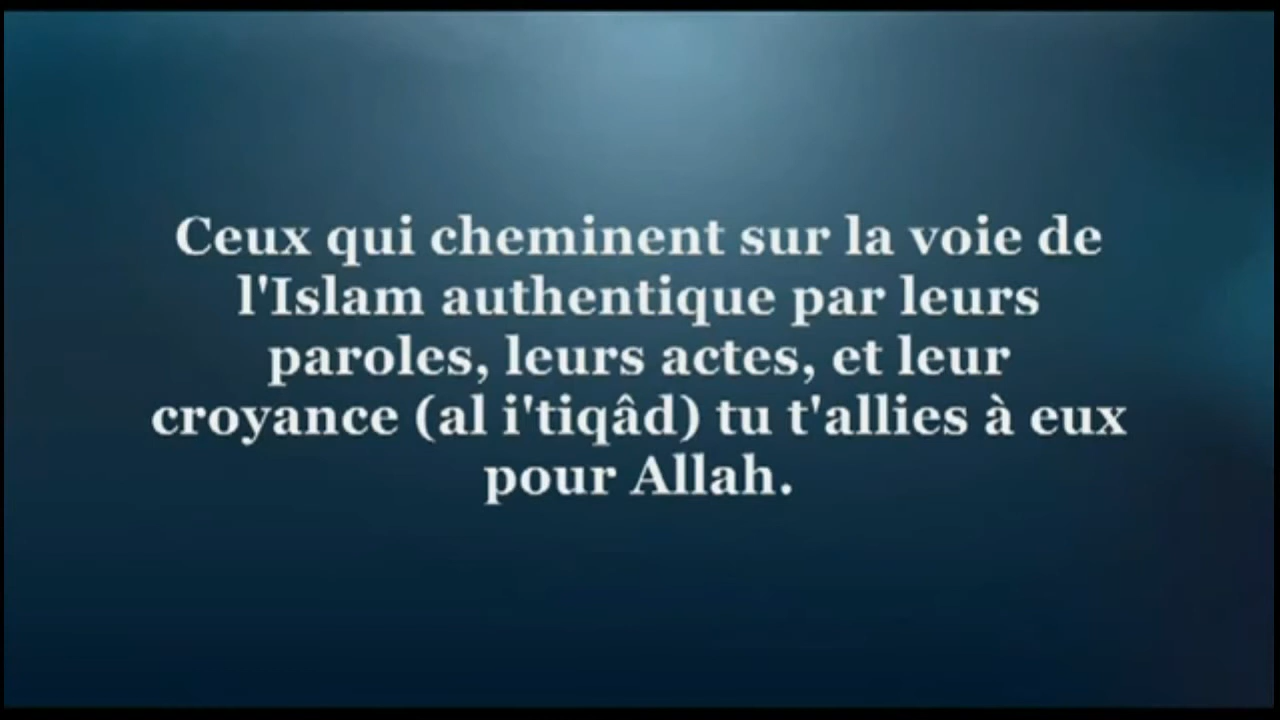 Ceux qui cheminent sur la voie de
l'Islam authentique par leurs
paroles, leurs actes, et leur
croyance (al i'tiqâd) tu t'allies à eux
pour Allah.